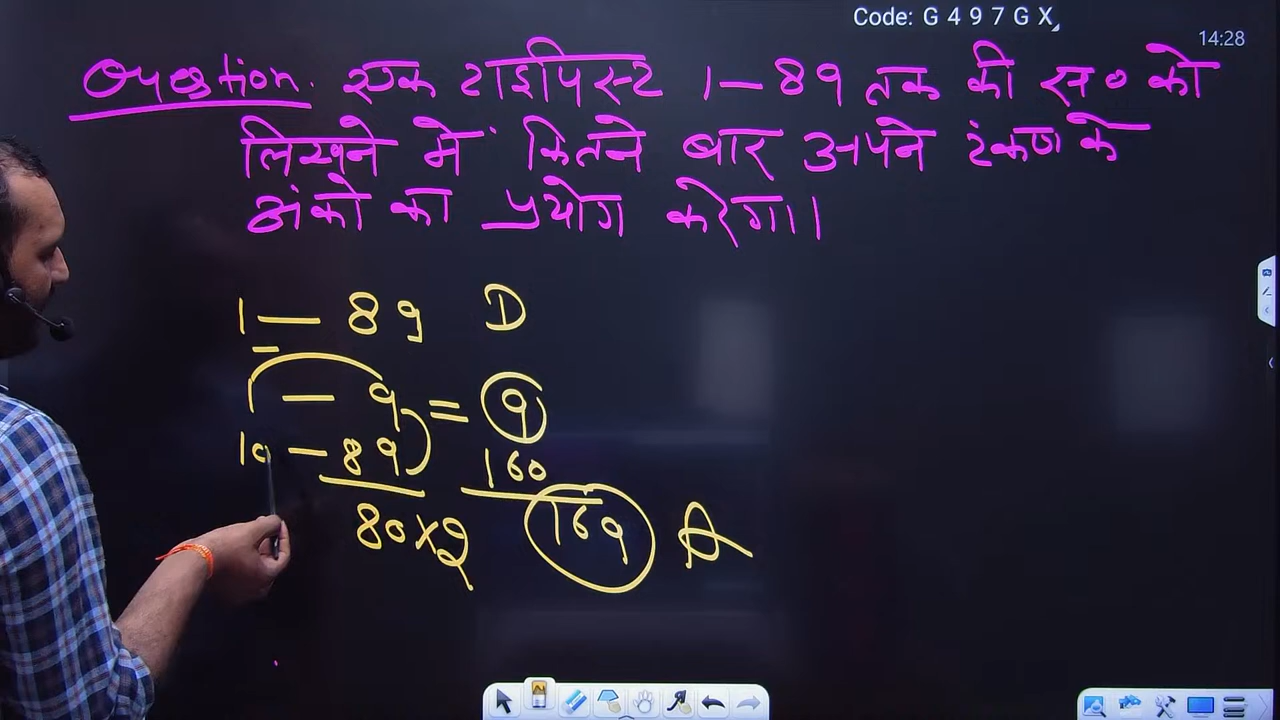 Code: G 4 9 7 G X
14:28
Question. एक टाईपिस्ट 1-89 तक की सं० को
लिखने में कितने बार अपने टंकण के
अंको का प्रयोग करेगा।
1 — 89 D
1 — 9 = 9
10 — 89 160
80×2 169 A